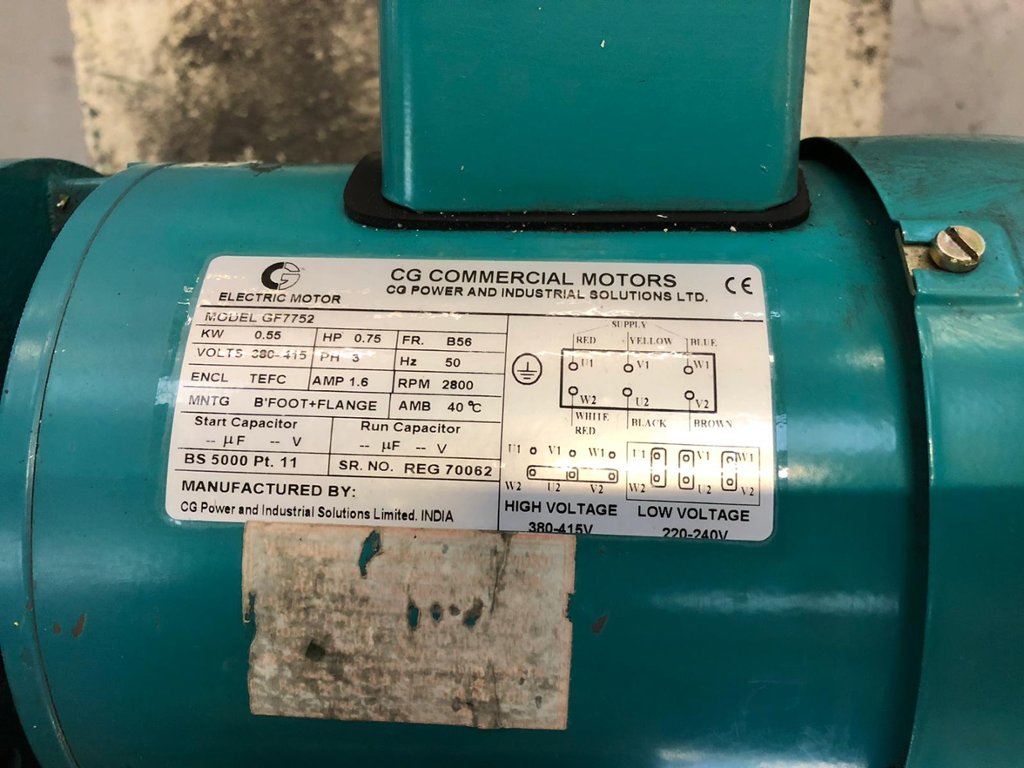 CG
ELECTRIC MOTOR
CG COMMERCIAL MOTORS
CG POWER AND INDUSTRIAL SOLUTIONS LTD.
CE
MODEL GF7752
KW 0.55 HP 0.75 FR. B56
VOLTS 380-415 PH 3 Hz 50
ENCL TEFC AMP 1.6 RPM 2800
MNTG B'FOOT+FLANGE AMB 40°C
Start Capacitor Run Capacitor
-- µF -- V -- µF -- V
BS 5000 Pt. 11 SR. NO. REG 70062
MANUFACTURED BY:
CG Power and Industrial Solutions Limited. INDIA
SUPPLY
RED YELLOW BLUE
U1 V1 W1
W2 U2 V2
WHITE RED BLACK BROWN
U1 V1 W1 U1 V1 W1
W2 U2 V2 W2 U2 V2
HIGH VOLTAGE LOW VOLTAGE
380-415V 220-240V